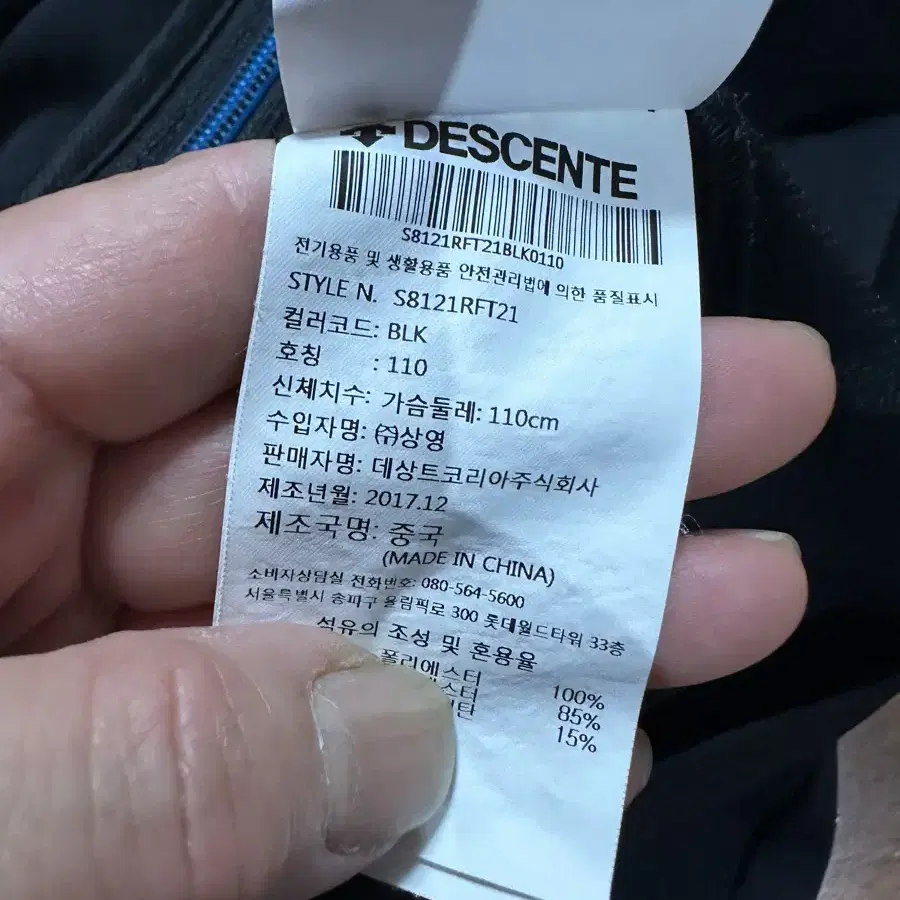 DESCENTE
S8121RFT21BLK0110
전기용품 및 생활용품 안전관리법에 의한 품질표시
STYLE N. S8121RFT21
컬러코드: BLK
호칭 : 110
신체치수: 가슴둘레: 110cm
수입자명: ㈜상영
판매자명: 데상트코리아주식회사
제조년월: 2017.12
제조국명: 중국
(MADE IN CHINA)
소비자상담실 전화번호: 080-564-5600
서울특별시 송파구 올림픽로 300 롯데월드타워 33층
섬유의 조성 및 혼용율
폴리에스터 100%
85%
15%